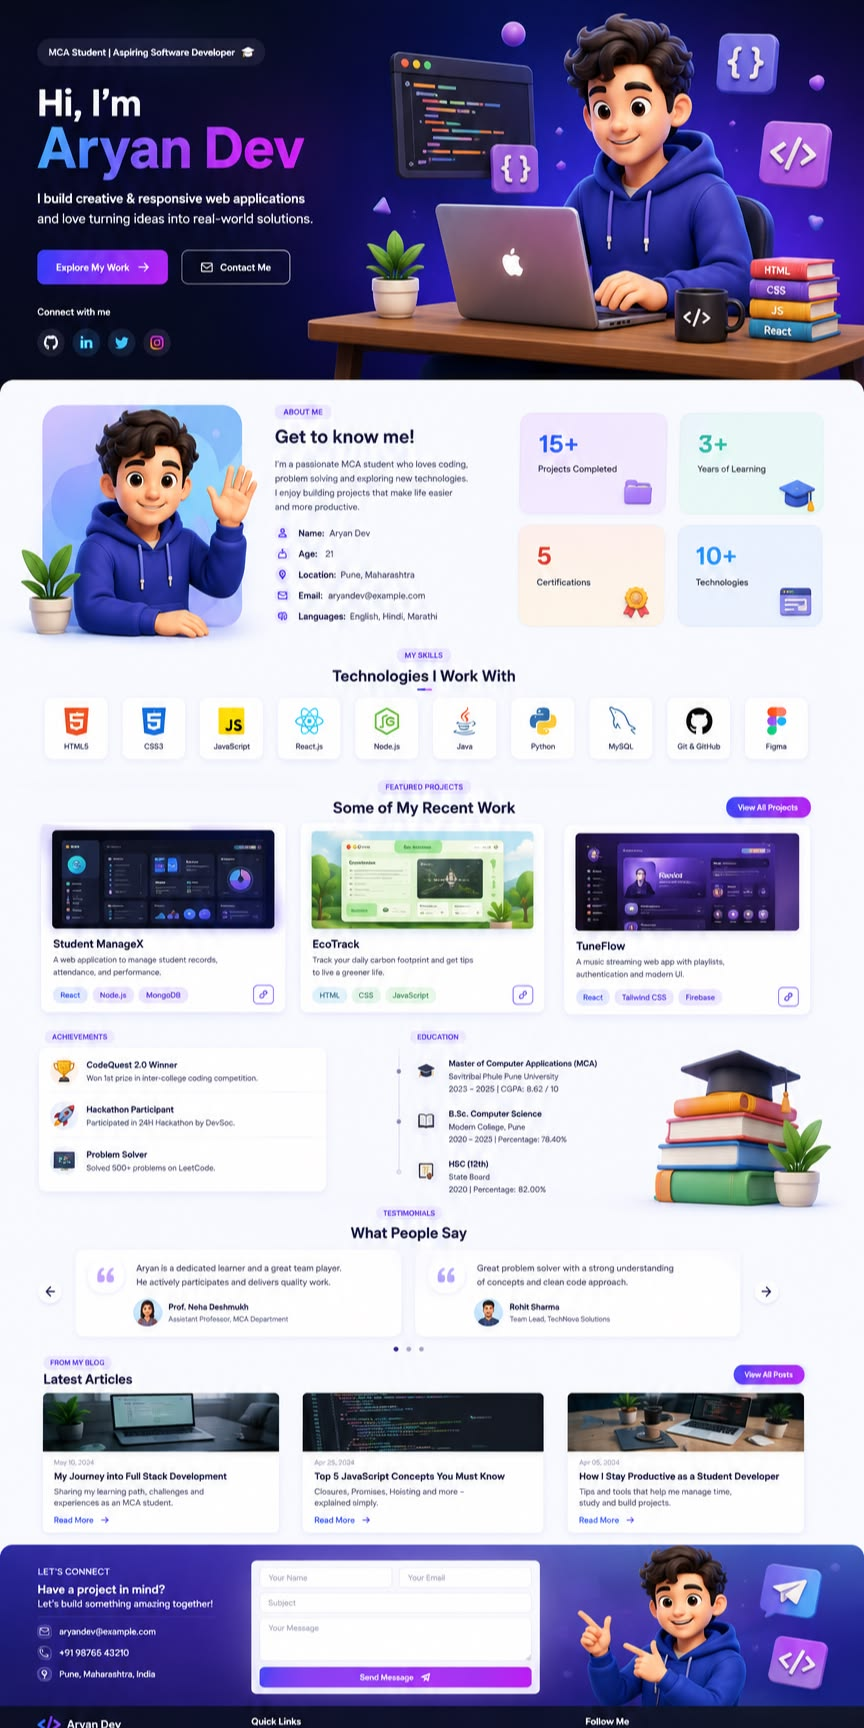 MCA Student | Aspiring Software Developer
Hi, I'm
Aryan Dev
I build creative & responsive web applications
and love turning ideas into real-world solutions.
Explore My Work
Contact Me
Connect with me
HTML
CSS
JS
React
ABOUT ME
Get to know me!
I'm a passionate MCA student who loves coding,
problem solving and exploring new technologies.
I enjoy building projects that make life easier
and more productive.
Name: Aryan Dev
Age: 21
Location: Pune, Maharashtra
Email: aryandev@example.com
Languages: English, Hindi, Marathi
15+
Projects Completed
3+
Years of Learning
5
Certifications
10+
Technologies
MY SKILLS
Technologies I Work With
HTML5
CSS3
JS
JavaScript
React.js
Node.js
Java
Python
MySQL
Git & GitHub
Figma
FEATURED PROJECTS
Some of My Recent Work
View All Projects
Student ManageX
A web application to manage student records,
attendance, and performance.
React
Node.js
MongoDB
EcoTrack
Track your daily carbon footprint and get tips
to live a greener life.
HTML
CSS
JavaScript
TuneFlow
A music streaming web app with playlists,
authentication and modern UI.
React
Tailwind CSS
Firebase
ACHIEVEMENTS
CodeQuest 2.0 Winner
Won 1st prize in inter-college coding competition.
Hackathon Participant
Participated in 24H Hackathon by DevSoc.
Problem Solver
Solved 500+ problems on LeetCode.
EDUCATION
Master of Computer Applications (MCA)
Savitribai Phule Pune University
2023 – 2025 | CGPA: 8.62 / 10
B.Sc. Computer Science
Modern College, Pune
2020 – 2023 | Percentage: 78.40%
HSC (12th)
State Board
2020 | Percentage: 82.00%
TESTIMONIALS
What People Say
Aryan is a dedicated learner and a great team player.
He actively participates and delivers quality work.
Prof. Neha Deshmukh
Assistant Professor, MCA Department
Great problem solver with a strong understanding
of concepts and clean code approach.
Rohit Sharma
Team Lead, TechNova Solutions
FROM MY BLOG
Latest Articles
View All Posts
May 10, 2024
My Journey into Full Stack Development
Sharing my learning path, challenges and
experiences as an MCA student.
Read More
Apr 25, 2024
Top 5 JavaScript Concepts You Must Know
Closures, Promises, Hoisting and more –
explained simply.
Read More
Apr 05, 2024
How I Stay Productive as a Student Developer
Tips and tools that help me manage time,
study and build projects.
Read More
LET'S CONNECT
Have a project in mind?
Let's build something amazing together!
aryandev@example.com
+91 98766 43210
Pune, Maharashtra, India
Your Name
Your Email
Subject
Your Message
Send Message
Aryan Dev
Quick Links
Follow Me